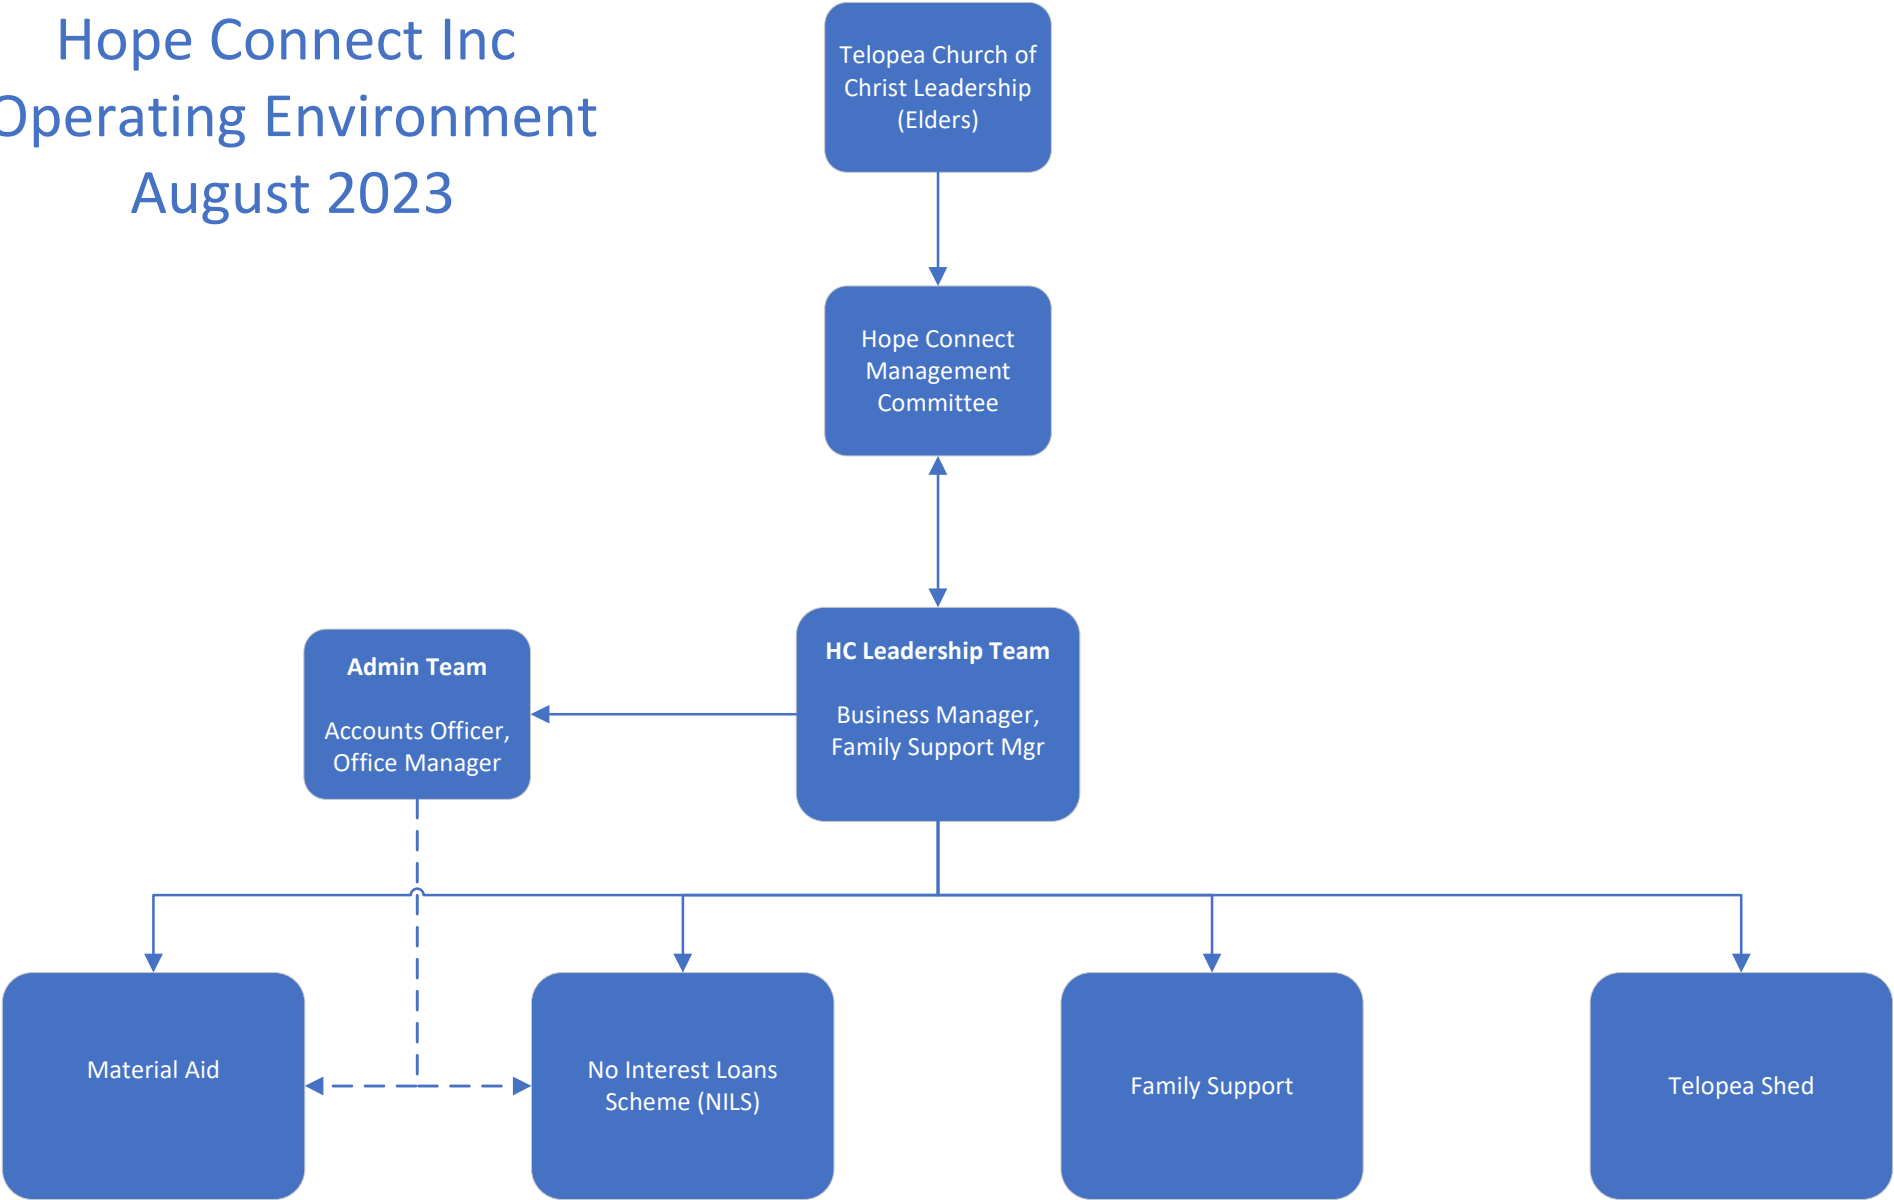 Hope Connect Inc
Operating Environment
August 2023
Telopea Church of
Christ Leadership
(Elders)
Hope Connect
Management
Committee
Admin Team
Accounts Officer,
Office Manager
HC Leadership Team
Business Manager,
Family Support Mgr
Material Aid
No Interest Loans
Scheme (NILS)
Family Support
Telopea Shed